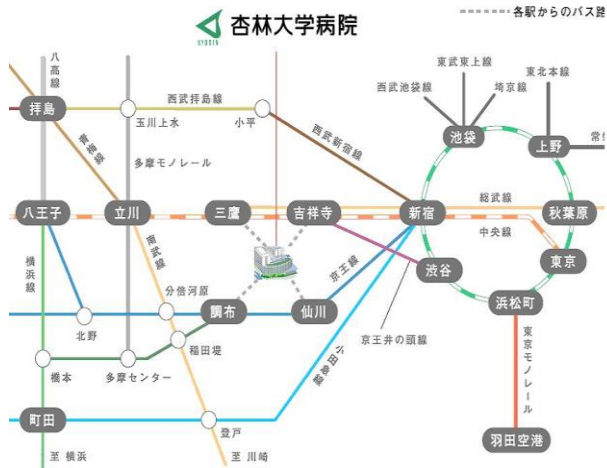 杏林大学病院
KYORIN
各駅からのバス路
八高線
東武東上線
東北本線
西武池袋線
埼京線
拝島
西武拝島線
玉川上水
小平
池袋
上野
青梅線
多摩モノレール
西武新宿線
総武線
八王子
立川
三鷹
吉祥寺
新宿
秋葉原
中央線
横浜線
南武線
京王線
渋谷
東京
分倍河原
調布
仙川
浜松町
北野
稲田堤
京王井の頭線
小田急線
東京モノレール
橋本
多摩センター
町田
登戸
羽田空港
至 横浜
至 川崎